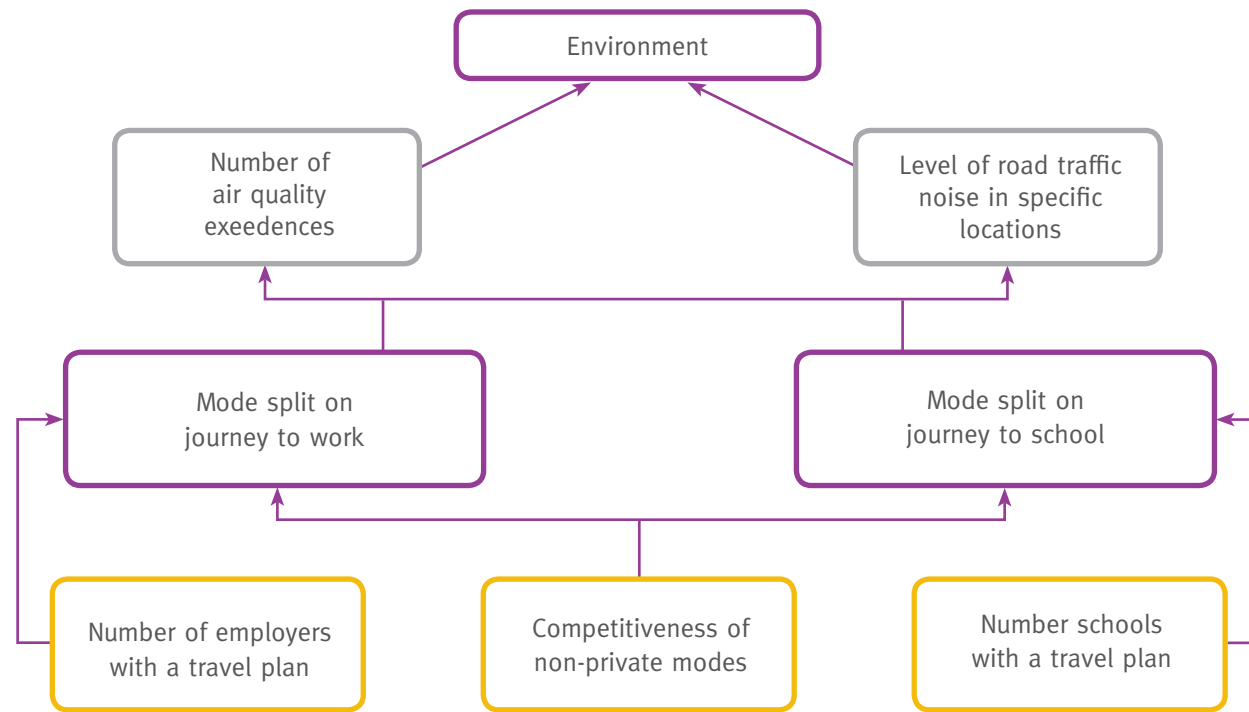 Environment
Number of
air quality
exeedences
Level of road traffic
noise in specific
locations
Mode split on
journey to work
Mode split on
journey to school
Number of employers
with a travel plan
Competitiveness of
non-private modes
Number schools
with a travel plan